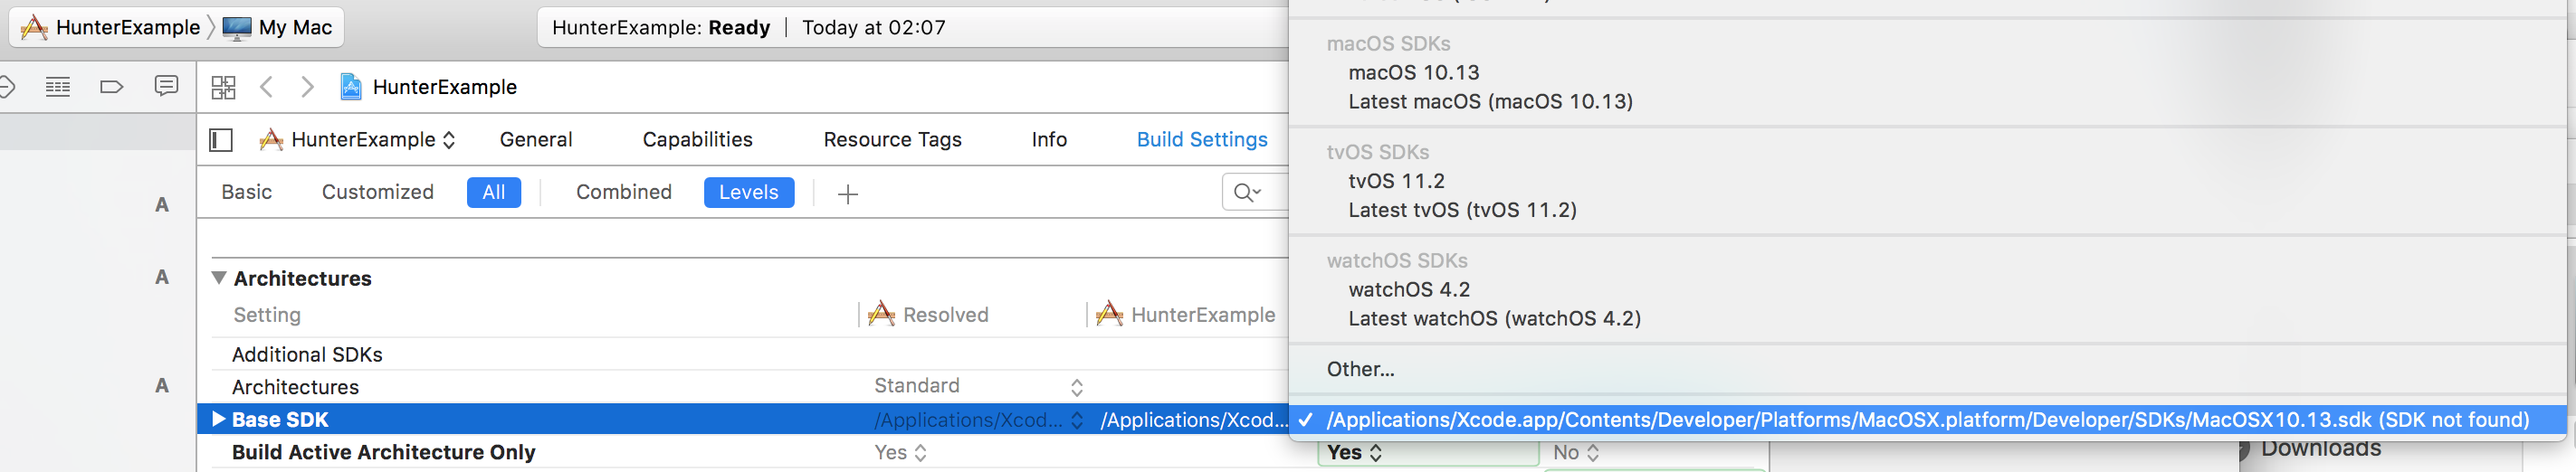 HunterExample My Mac
HunterExample: Ready Today at 02:07
HunterExample
HunterExample General Capabilities Resource Tags Info Build Settings
Basic Customized All Combined Levels +
A
A
A
Architectures
Setting Resolved HunterExample
Additional SDKs
Architectures Standard
Base SDK /Applications/Xcod... /Applications/Xcod...
Build Active Architecture Only Yes Yes No
macOS SDKs
macOS 10.13
Latest macOS (macOS 10.13)
tvOS SDKs
tvOS 11.2
Latest tvOS (tvOS 11.2)
watchOS SDKs
watchOS 4.2
Latest watchOS (watchOS 4.2)
Other...
/Applications/Xcode.app/Contents/Developer/Platforms/MacOSX.platform/Developer/SDKs/MacOSX10.13.sdk (SDK not found)
Downloads